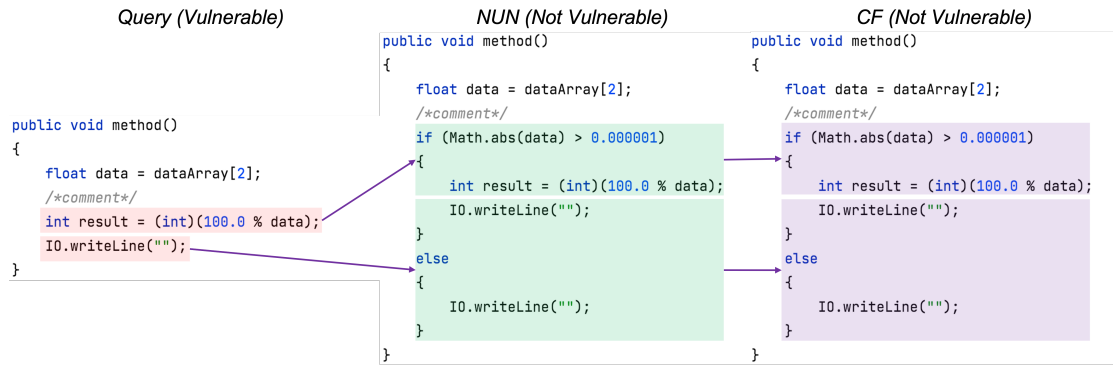 Query (Vulnerable)
public void method()
{
    float data = dataArray[2];
    /*comment*/
    int result = (int)(100.0 % data);
    IO.writeLine("");
}
NUN (Not Vulnerable)
public void method()
{
    float data = dataArray[2];
    /*comment*/
    if (Math.abs(data) > 0.000001)
    {
        int result = (int)(100.0 % data);
        IO.writeLine("");
    }
    else
    {
        IO.writeLine("");
    }
}
CF (Not Vulnerable)
public void method()
{
    float data = dataArray[2];
    /*comment*/
    if (Math.abs(data) > 0.000001)
    {
        int result = (int)(100.0 % data);
        IO.writeLine("");
    }
    else
    {
        IO.writeLine("");
    }
}